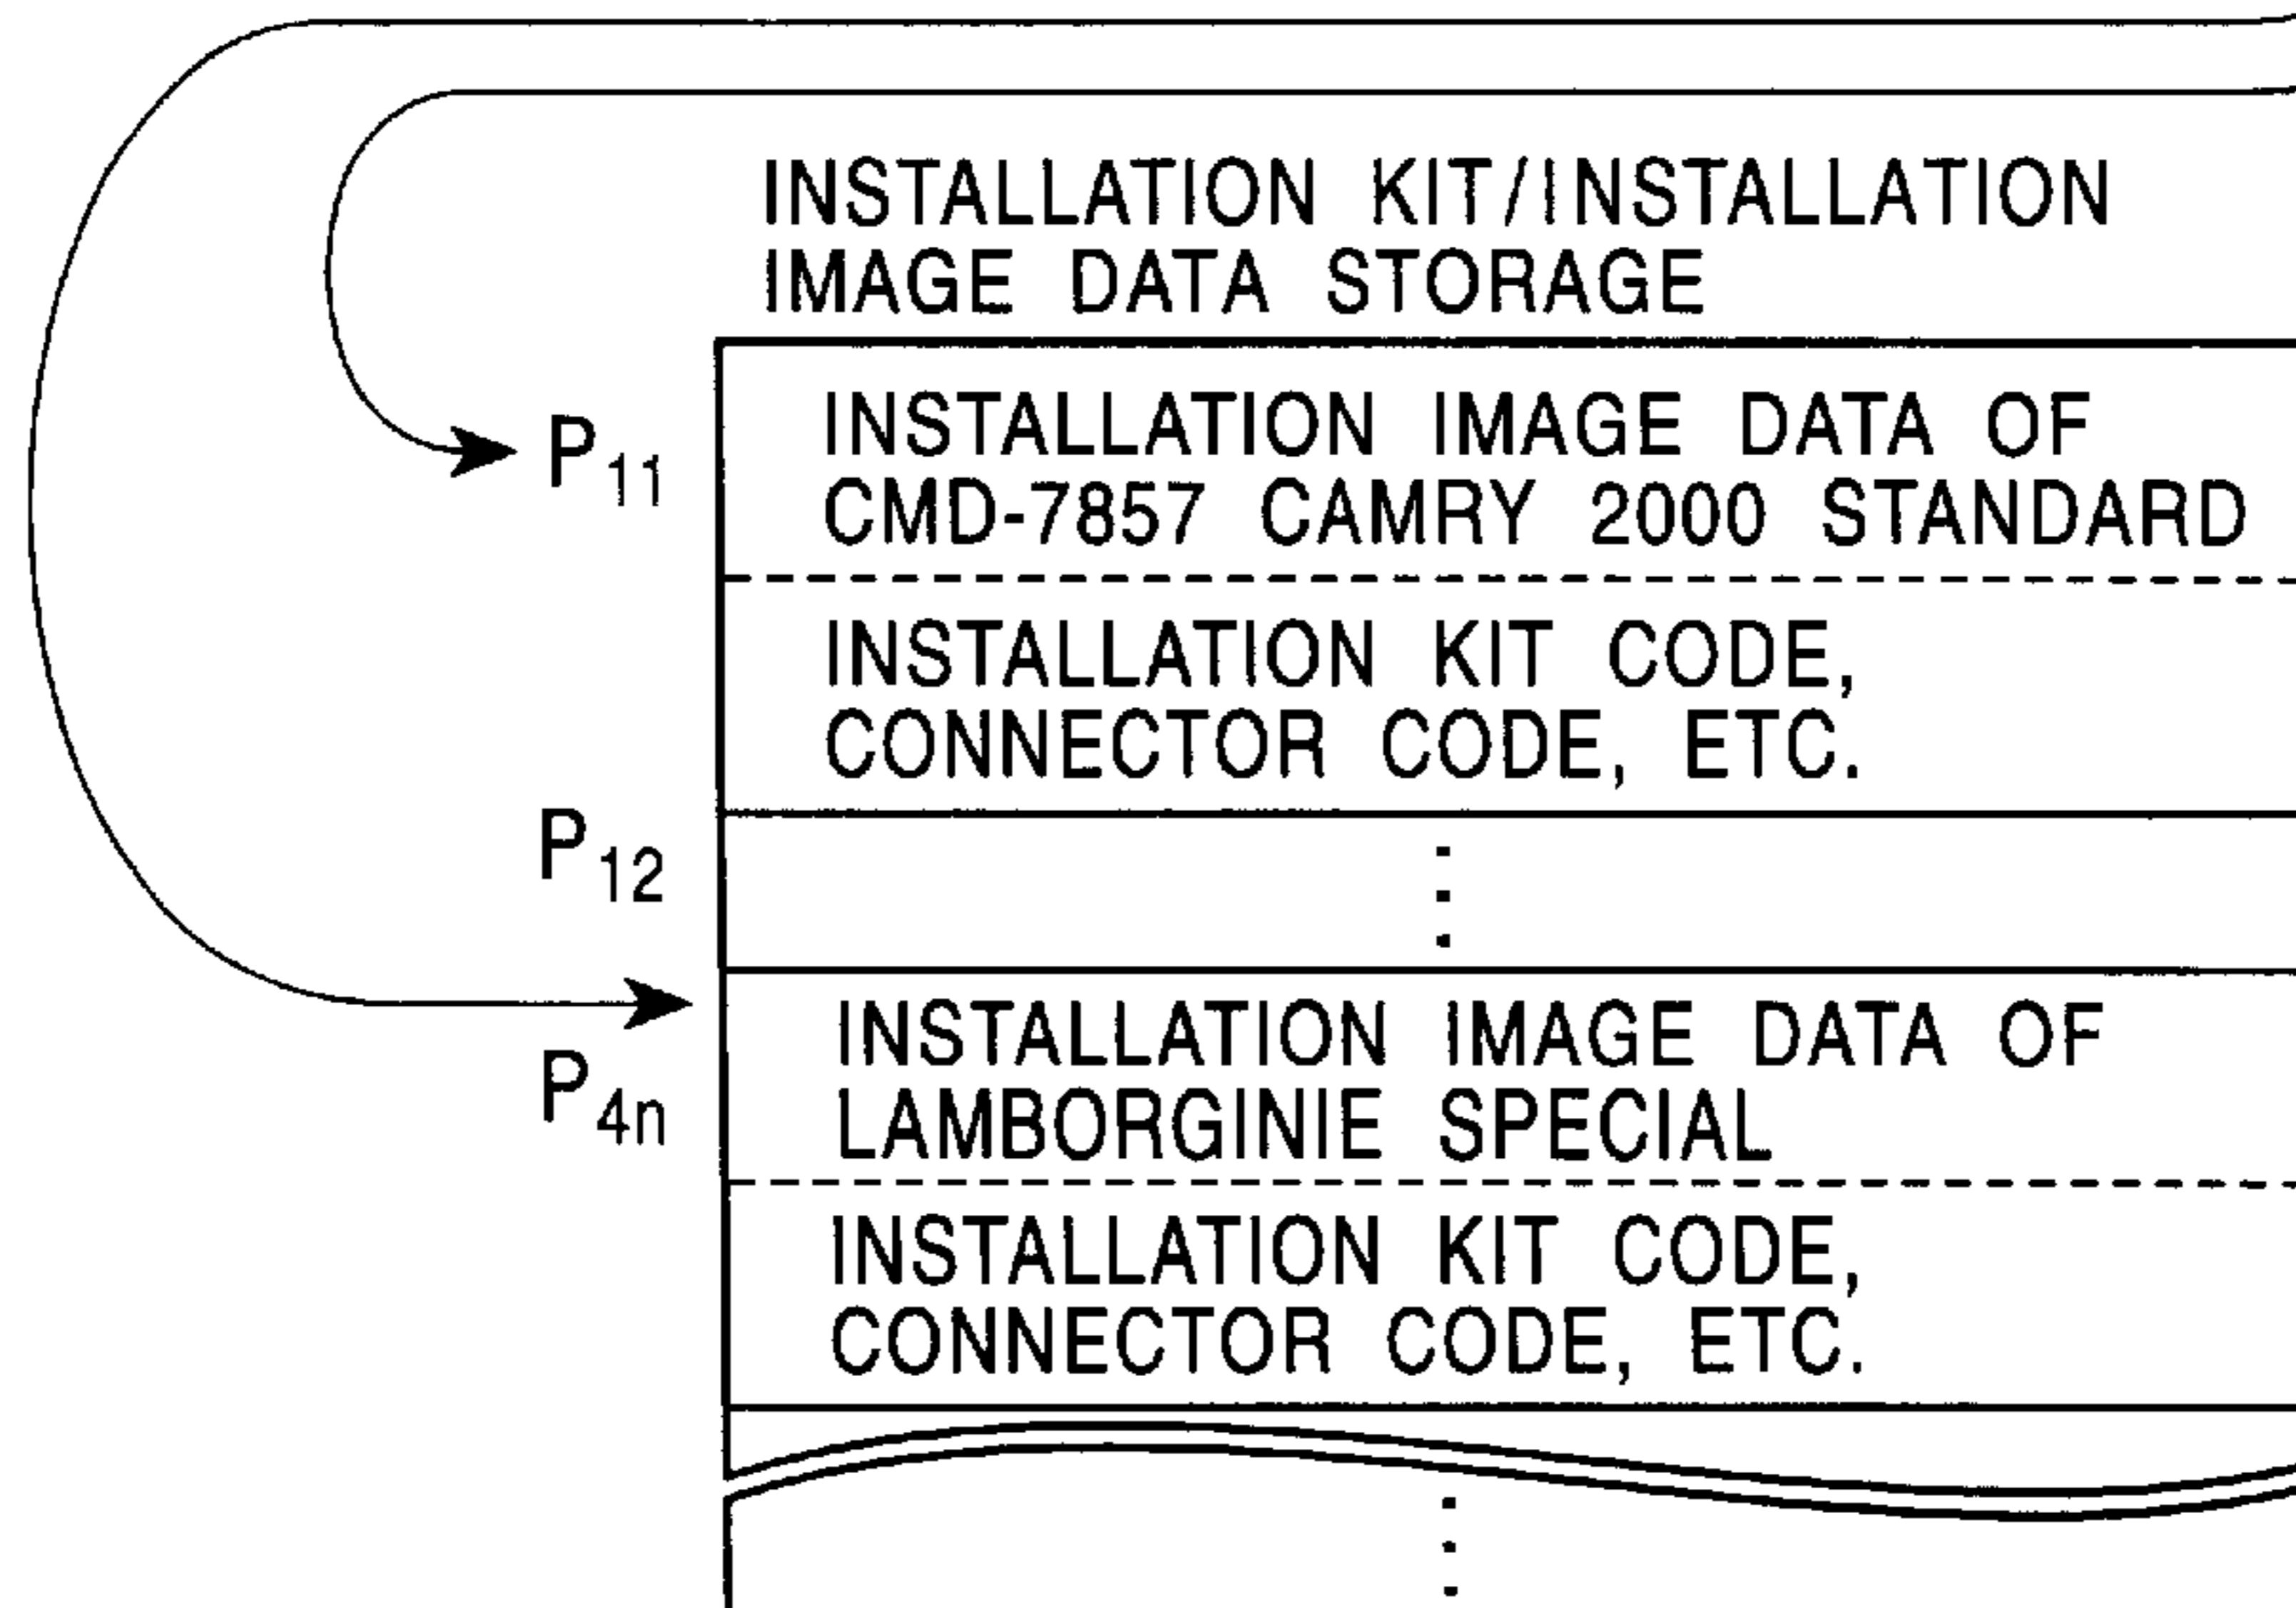 INSTALLATION KIT/INSTALLATION
IMAGE DATA STORAGE
P11
INSTALLATION IMAGE DATA OF
CMD-7857 CAMRY 2000 STANDARD
INSTALLATION KIT CODE,
CONNECTOR CODE, ETC.
P12
P4n
INSTALLATION IMAGE DATA OF
LAMBORGINIE SPECIAL
INSTALLATION KIT CODE,
CONNECTOR CODE, ETC.